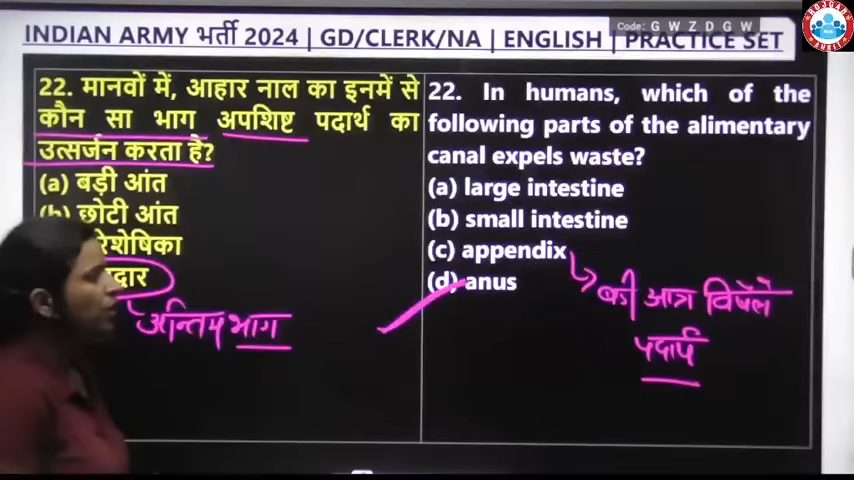 Code: G W Z D G W
INDIAN ARMY भर्ती 2024 | GD/CLERK/NA | ENGLISH | PRACTICE SET
22. मानवों में, आहार नाल का इनमें से
कौन सा भाग अपशिष्ट पदार्थ का
उत्सर्जन करता है?
(a) बड़ी आंत
(b) छोटी आंत
अन्तिम भाग
22. In humans, which of the
following parts of the alimentary
canal expels waste?
(a) large intestine
(b) small intestine
(c) appendix
(d) anus
विषैले
पदार्थ